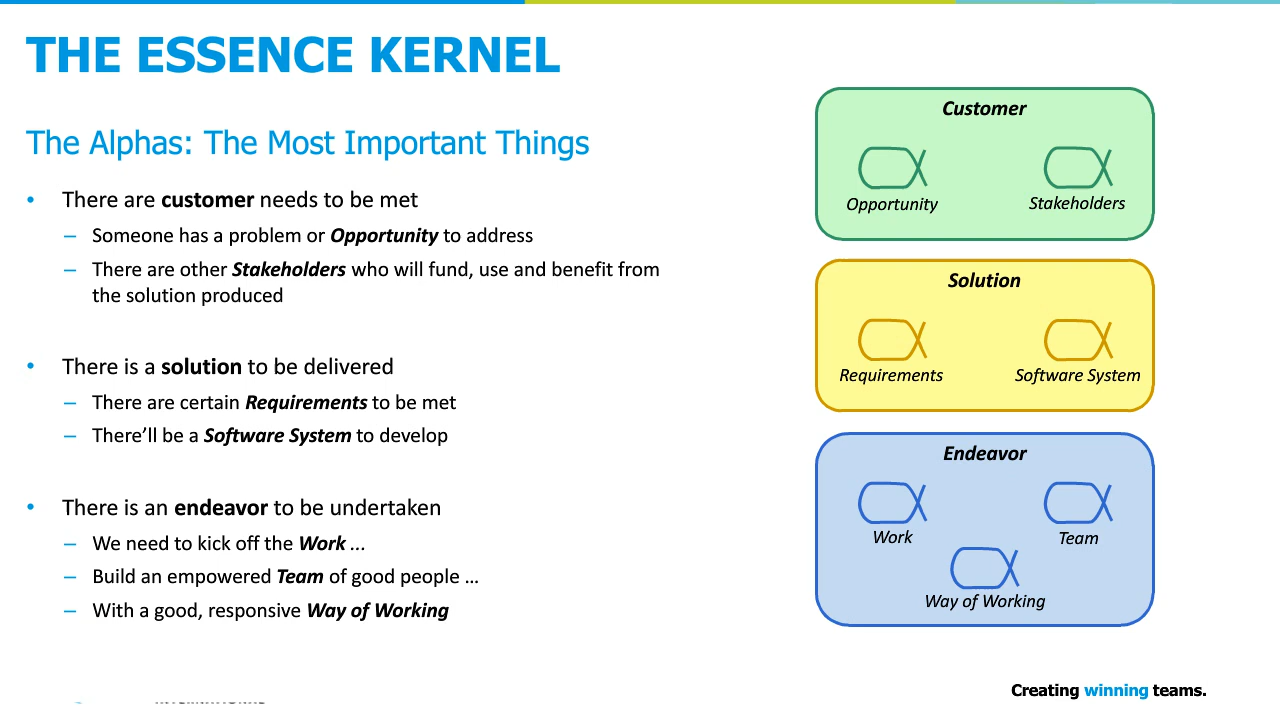 THE ESSENCE KERNEL
The Alphas: The Most Important Things
• There are customer needs to be met
– Someone has a problem or Opportunity to address
– There are other Stakeholders who will fund, use and benefit from
the solution produced
• There is a solution to be delivered
– There are certain Requirements to be met
– There'll be a Software System to develop
• There is an endeavor to be undertaken
– We need to kick off the Work ...
– Build an empowered Team of good people ...
– With a good, responsive Way of Working
Customer
Opportunity
Stakeholders
Solution
Requirements
Software System
Endeavor
Work
Team
Way of Working
Creating winning teams.